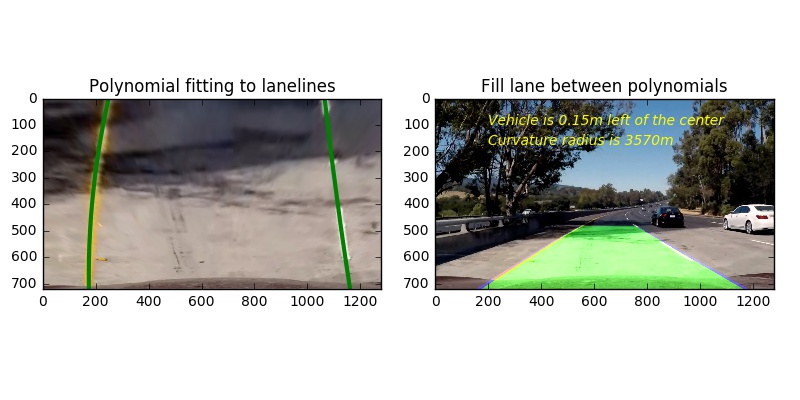 Polynomial fitting to lanelines
0
100
200
300
400
500
600
700
0 200 400 600 800 1000 1200
Fill lane between polynomials
0
100
200
300
400
500
600
700
Vehicle is 0.15m left of the center
Curvature radius is 3570m
0 200 400 600 800 1000 1200